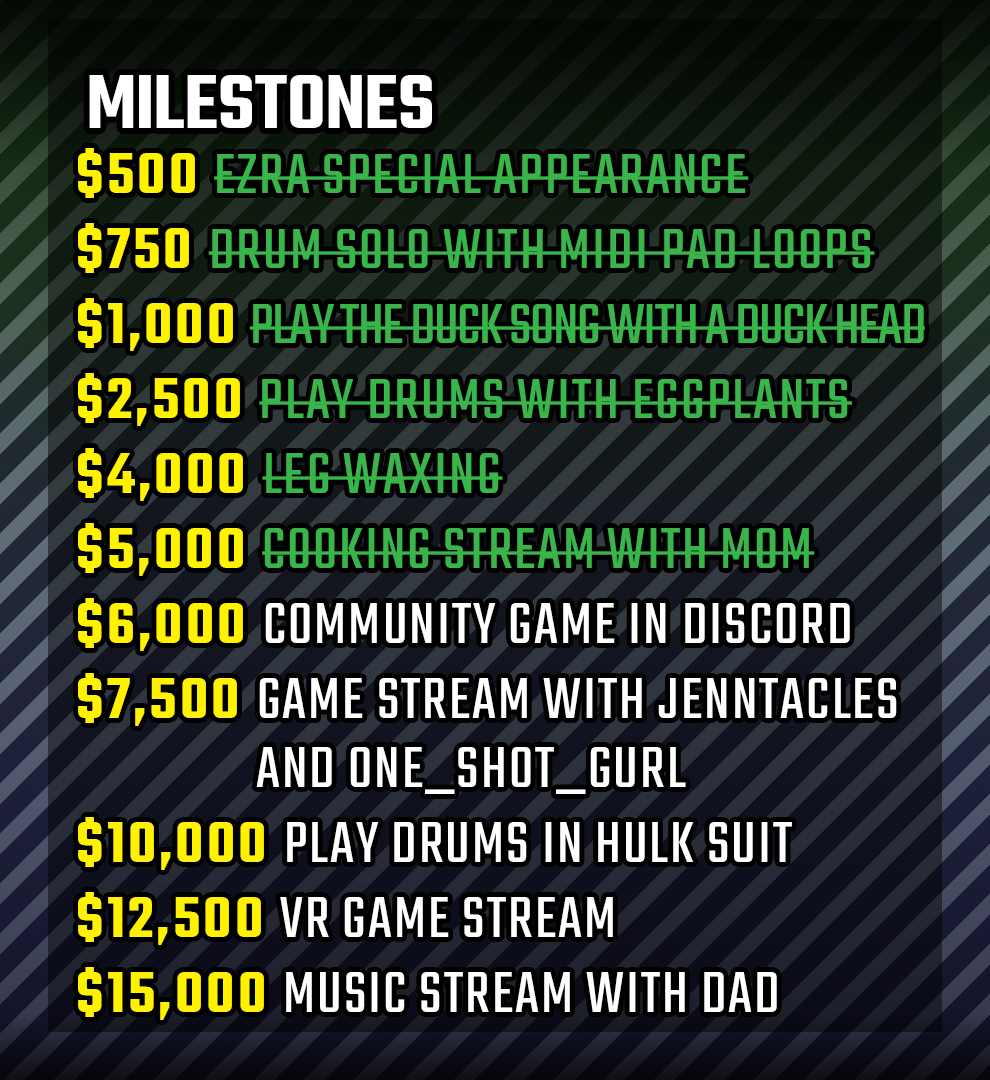 MILESTONES
$500 EZRA SPECIAL APPEARANCE
$750 DRUM SOLO WITH MIDI PAD LOOPS
$1,000 PLAY THE DUCK SONG WITH A DUCK HEAD
$2,500 PLAY DRUMS WITH EGGPLANTS
$4,000 LEG WAXING
$5,000 COOKING STREAM WITH MOM
$6,000 COMMUNITY GAME IN DISCORD
$7,500 GAME STREAM WITH JENNTACLES
AND ONE_SHOT_GURL
$10,000 PLAY DRUMS IN HULK SUIT
$12,500 VR GAME STREAM
$15,000 MUSIC STREAM WITH DAD